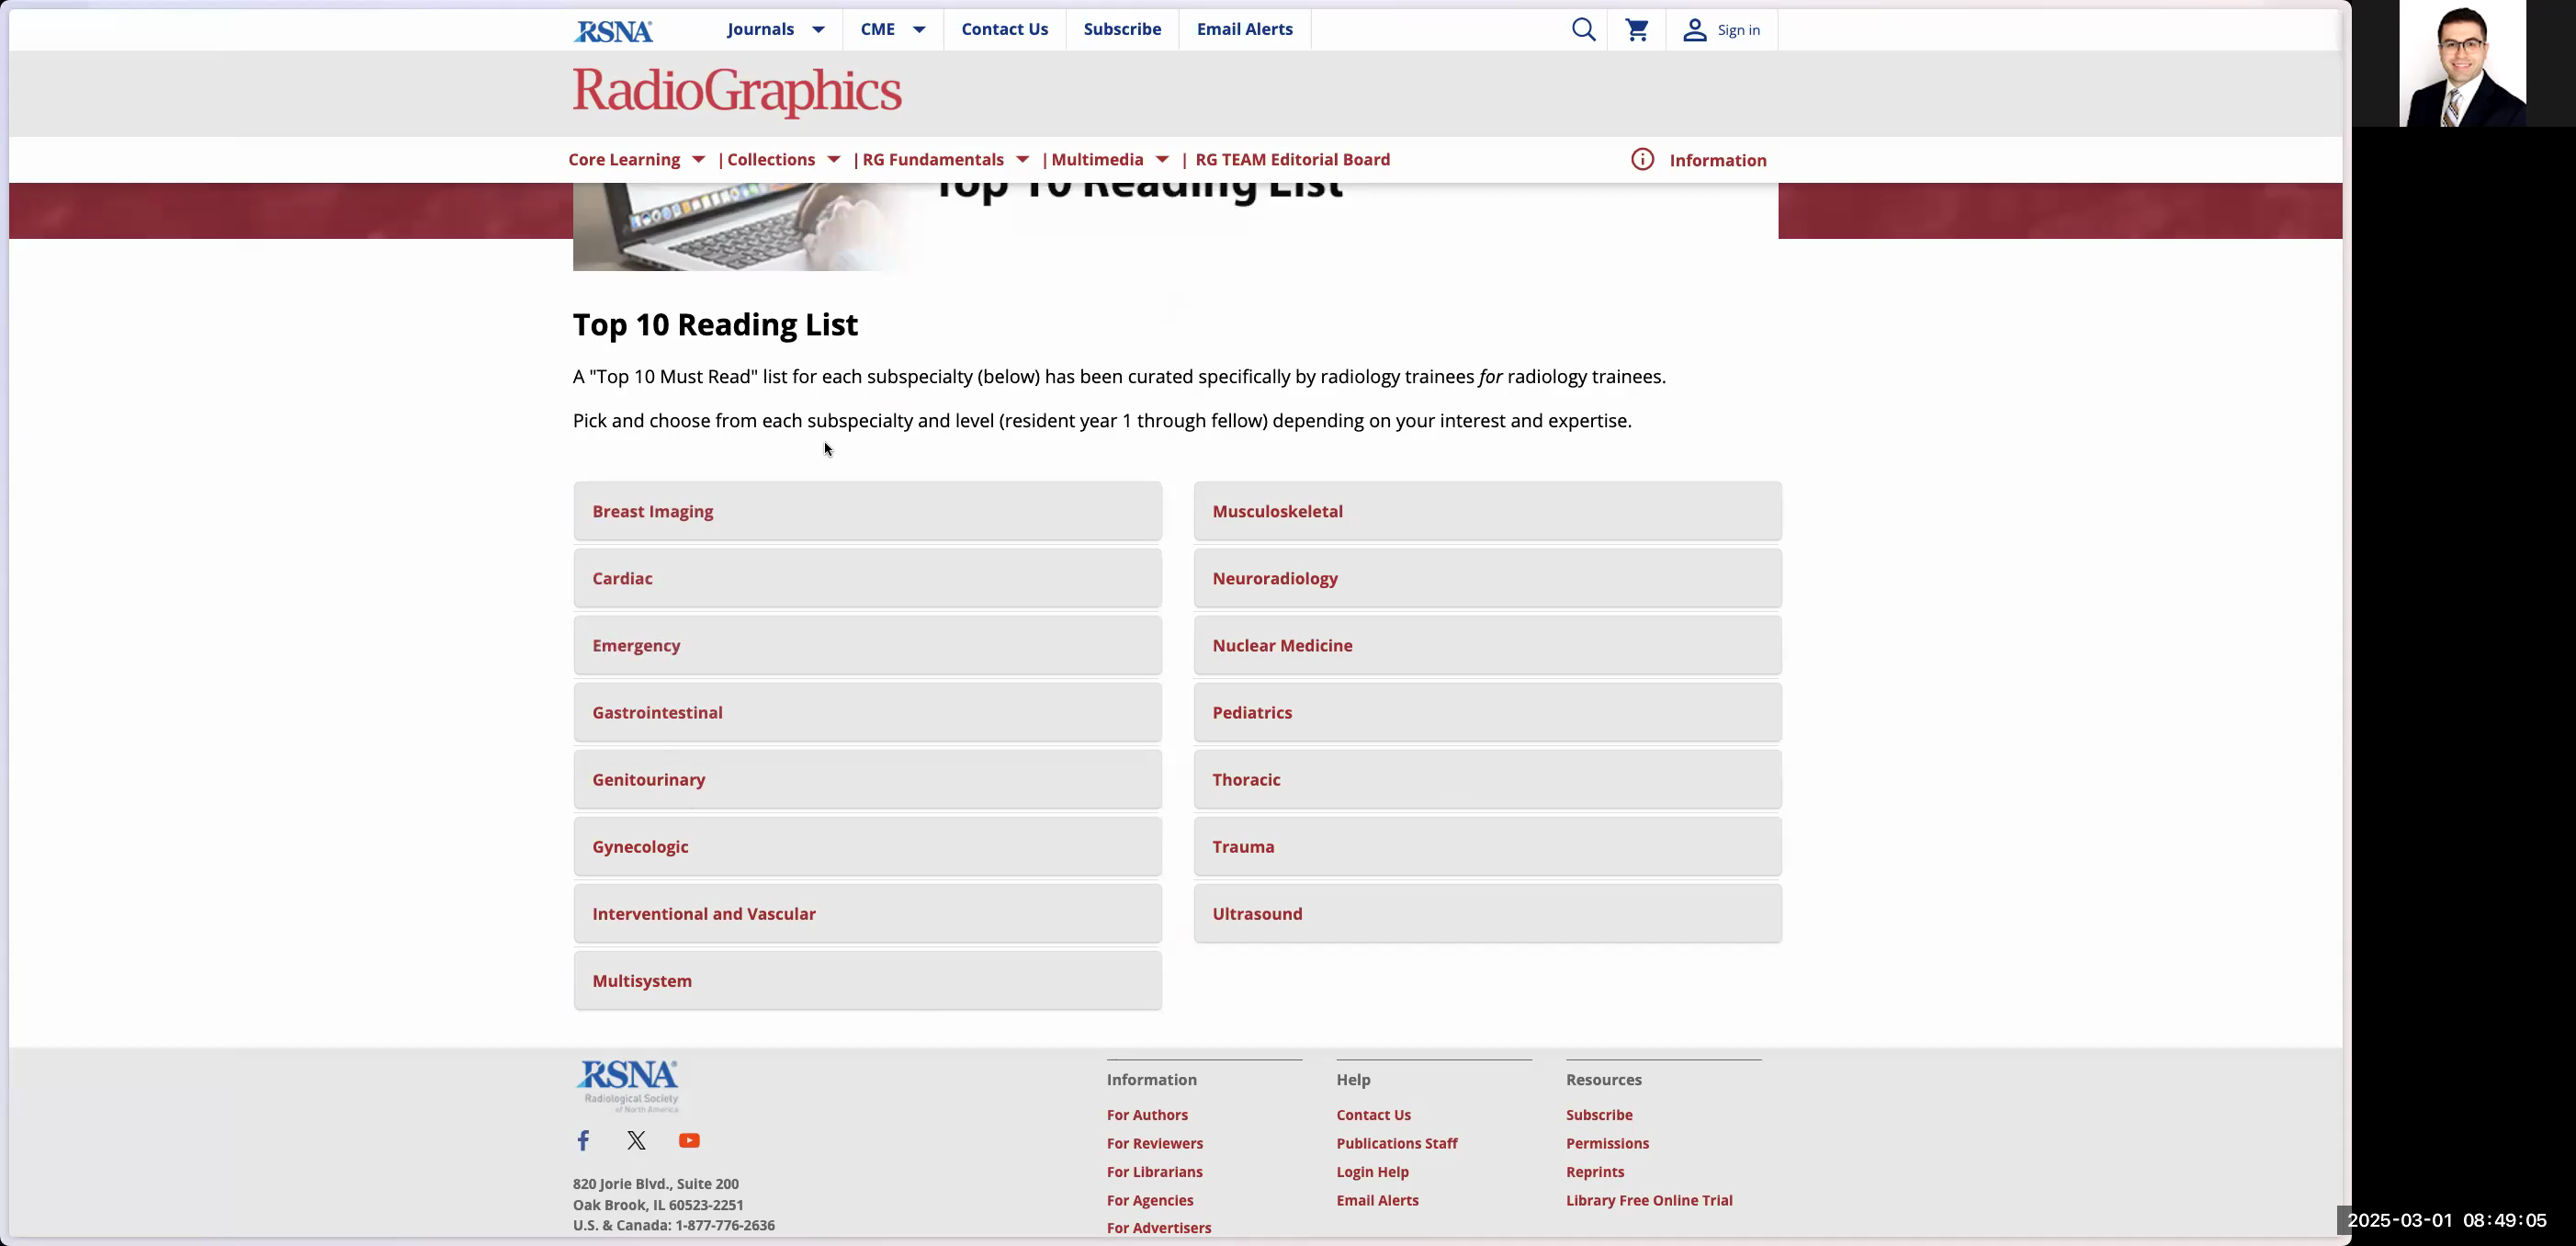 RSNA Journals CME Contact Us Subscribe Email Alerts Sign in
RadioGraphics
Core Learning | Collections | RG Fundamentals | Multimedia | RG TEAM Editorial Board Information
Top 10 Reading List
Top 10 Reading List
A "Top 10 Must Read" list for each subspecialty (below) has been curated specifically by radiology trainees for radiology trainees.
Pick and choose from each subspecialty and level (resident year 1 through fellow) depending on your interest and expertise.
Breast Imaging
Cardiac
Emergency
Gastrointestinal
Genitourinary
Gynecologic
Interventional and Vascular
Multisystem
Musculoskeletal
Neuroradiology
Nuclear Medicine
Pediatrics
Thoracic
Trauma
Ultrasound
RSNA
Radiological Society
of North America
820 Jorie Blvd., Suite 200
Oak Brook, IL 60523-2251
U.S. & Canada: 1-877-776-2636
Information
For Authors
For Reviewers
For Librarians
For Agencies
For Advertisers
Help
Contact Us
Publications Staff
Login Help
Email Alerts
Resources
Subscribe
Permissions
Reprints
Library Free Online Trial
2025-03-01 08:49:05